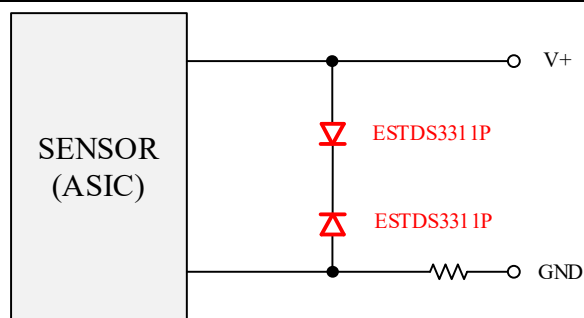 V+
SENSOR
(ASIC)
ESTDS3311P
ESTDS3311P
GND